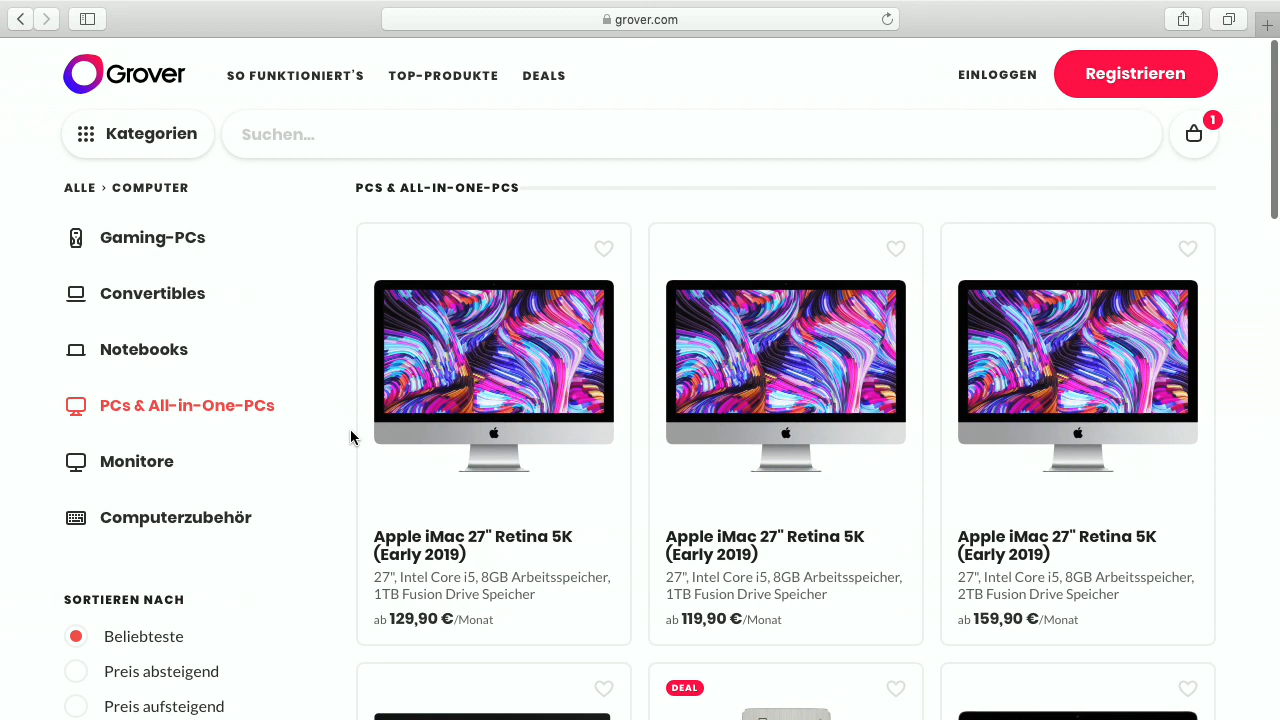 grover.com
Grover
SO FUNKTIONIERT'S
TOP-PRODUKTE
DEALS
EINLOGGEN
Registrieren
Kategorien
Suchen...
1
ALLE › COMPUTER
PCS & ALL-IN-ONE-PCS
Gaming-PCs
Convertibles
Notebooks
PCs & All-in-One-PCs
Monitore
Computerzubehör
SORTIEREN NACH
Beliebteste
Preis absteigend
Preis aufsteigend
Apple iMac 27" Retina 5K
(Early 2019)
27", Intel Core i5, 8GB Arbeitsspeicher,
1TB Fusion Drive Speicher
ab 129,90 €/Monat
Apple iMac 27" Retina 5K
(Early 2019)
27", Intel Core i5, 8GB Arbeitsspeicher,
1TB Fusion Drive Speicher
ab 119,90 €/Monat
Apple iMac 27" Retina 5K
(Early 2019)
27", Intel Core i5, 8GB Arbeitsspeicher,
2TB Fusion Drive Speicher
ab 159,90 €/Monat
DEAL